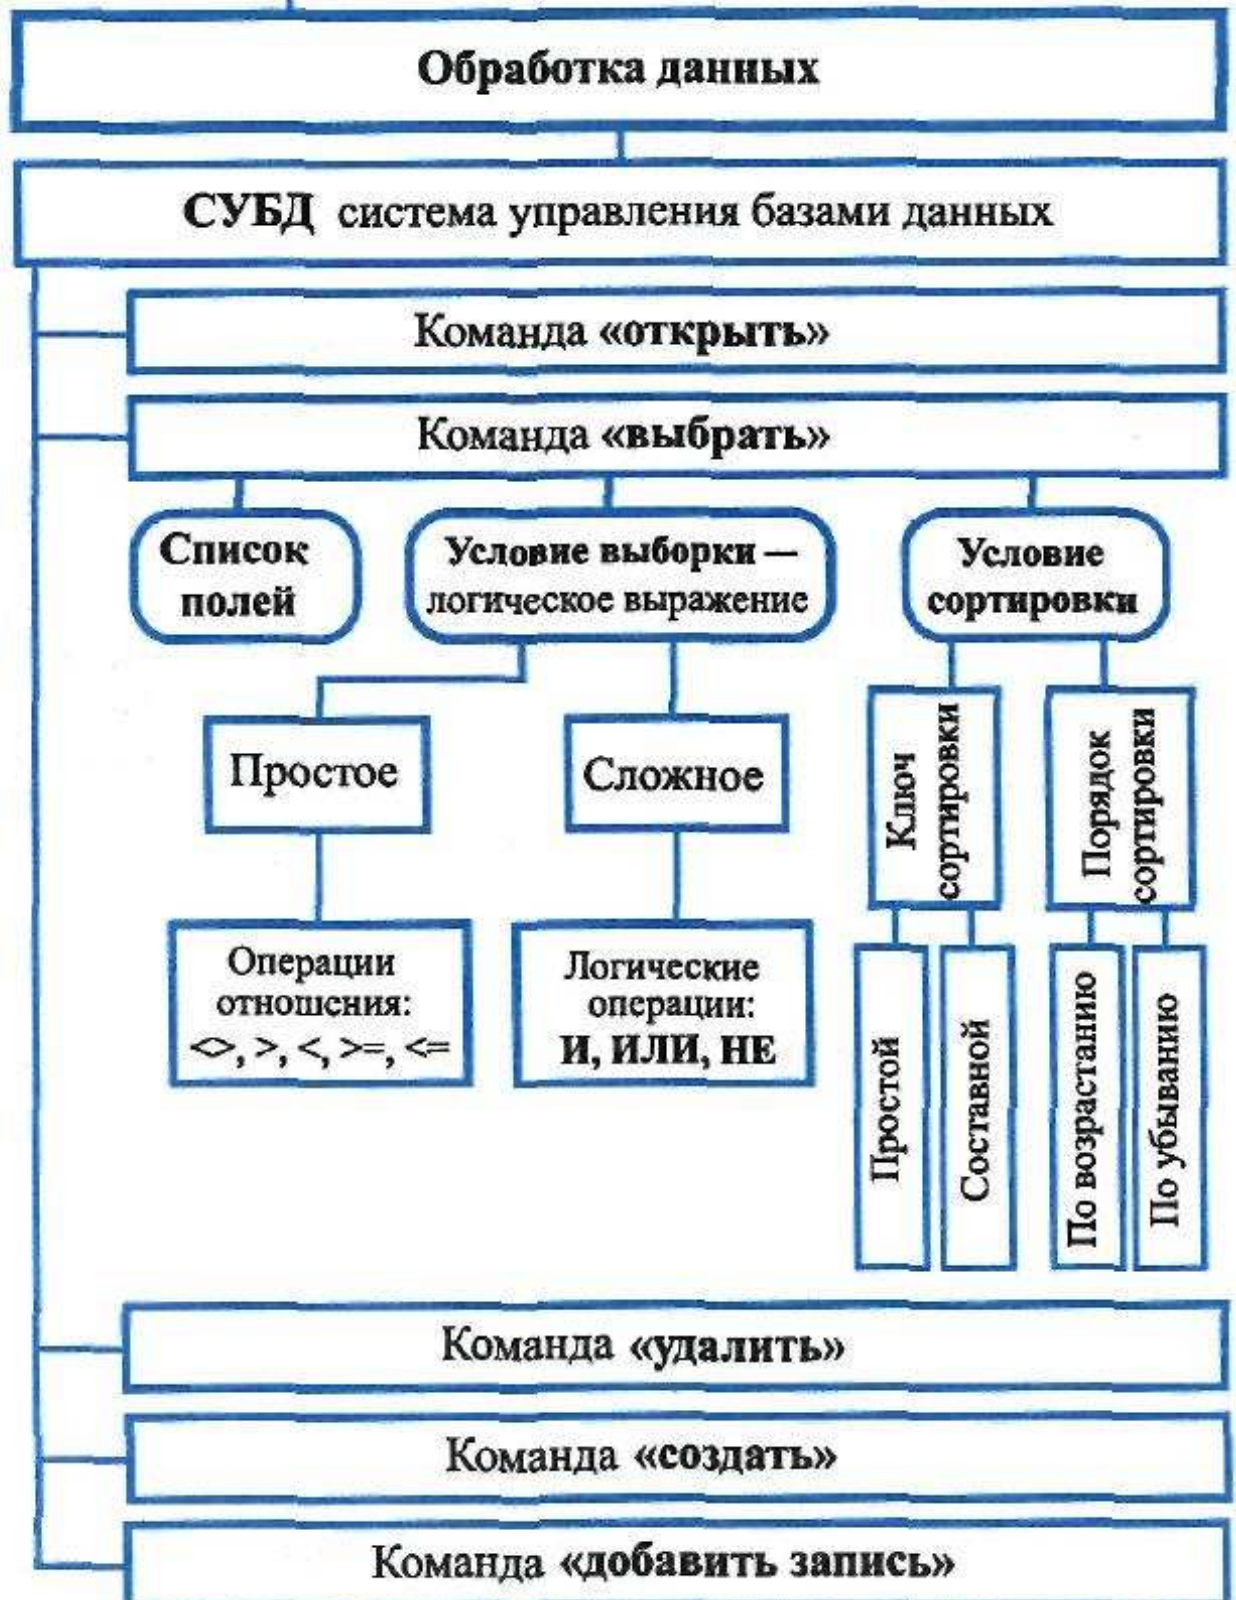 Обработка данных
СУБД система управления базами данных
Команда «открыть»
Команда «выбрать»
Список
полей
Условие выборки —
логическое выражение
Условие
сортировки
Простое
Сложное
Ключ
сортировки
Порядок
сортировки
Операции
отношения:
<>, >, <, >=, <=
Логические
операции:
И, ИЛИ, НЕ
Простой
Составной
По возрастанию
По убыванию
Команда «удалить»
Команда «создать»
Команда «добавить запись»